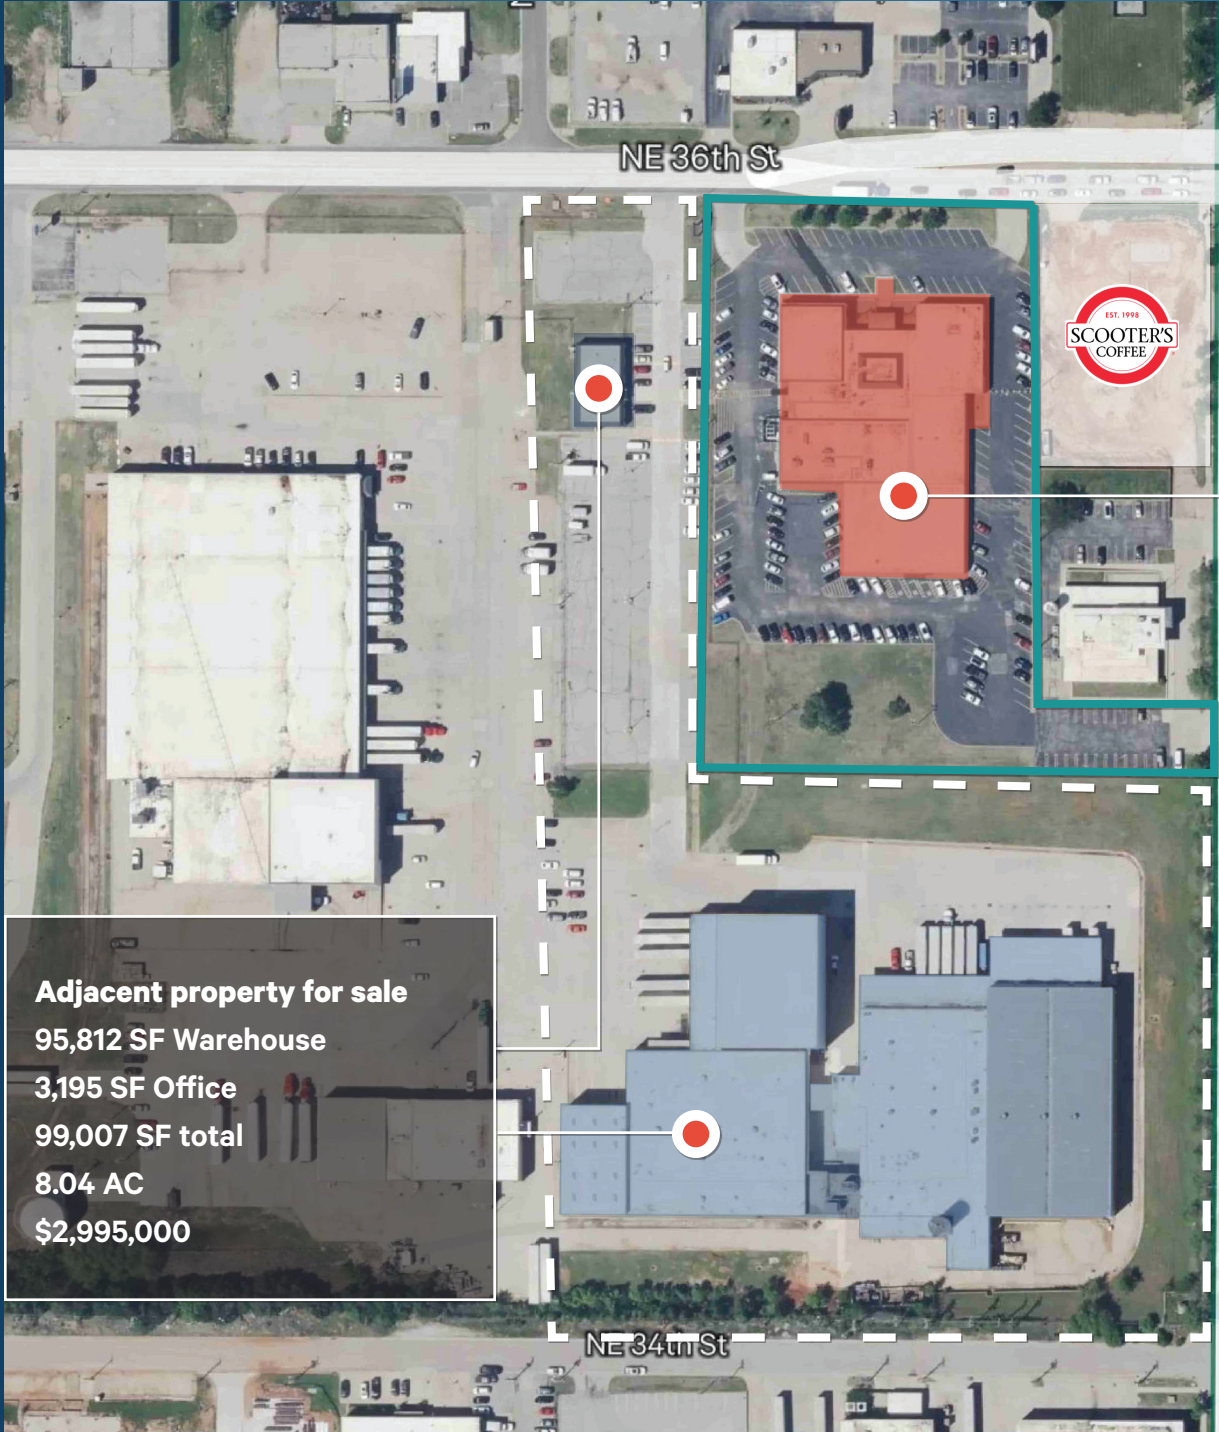 NE 36th St
EST. 1998
SCOOTER'S
COFFEE
Adjacent property for sale
95,812 SF Warehouse
3,195 SF Office
99,007 SF total
8.04 AC
$2,995,000
NE 34th St